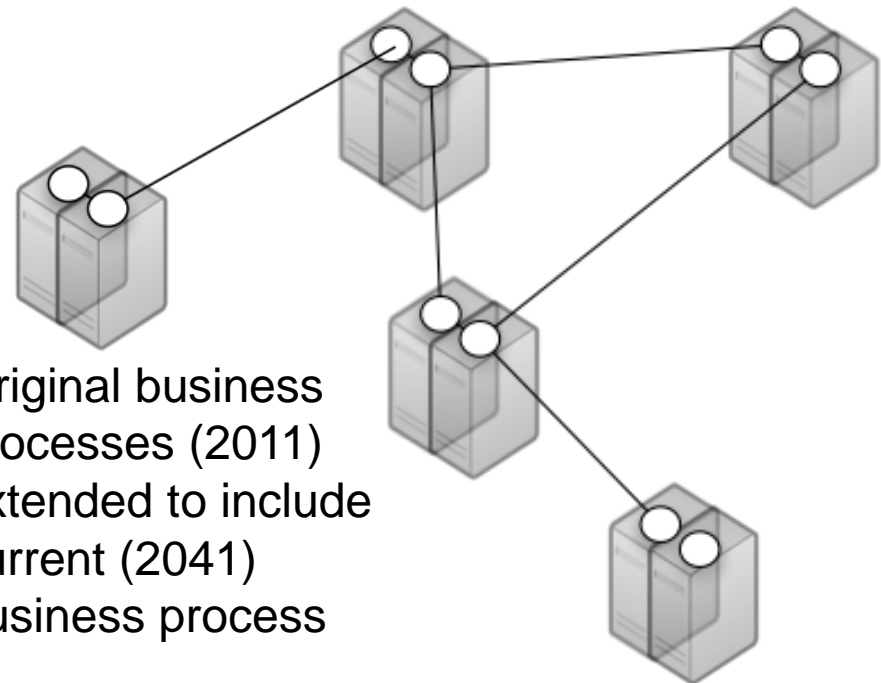 riginal business
ocesses (2011)
xtended to include
urrent (2041)
usiness process